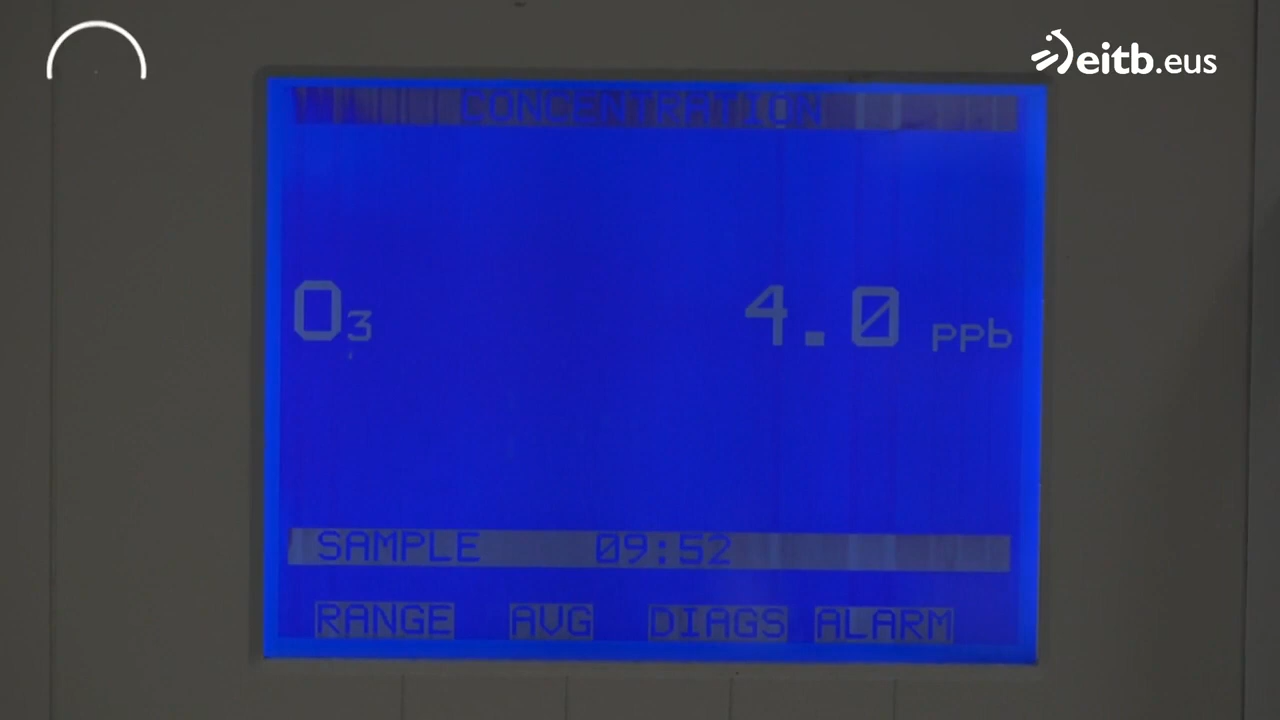 eitb.eus
CONCENTRATION
O3 4.0 ppb
SAMPLE 09:52
RANGE AVG DIAGS ALARM